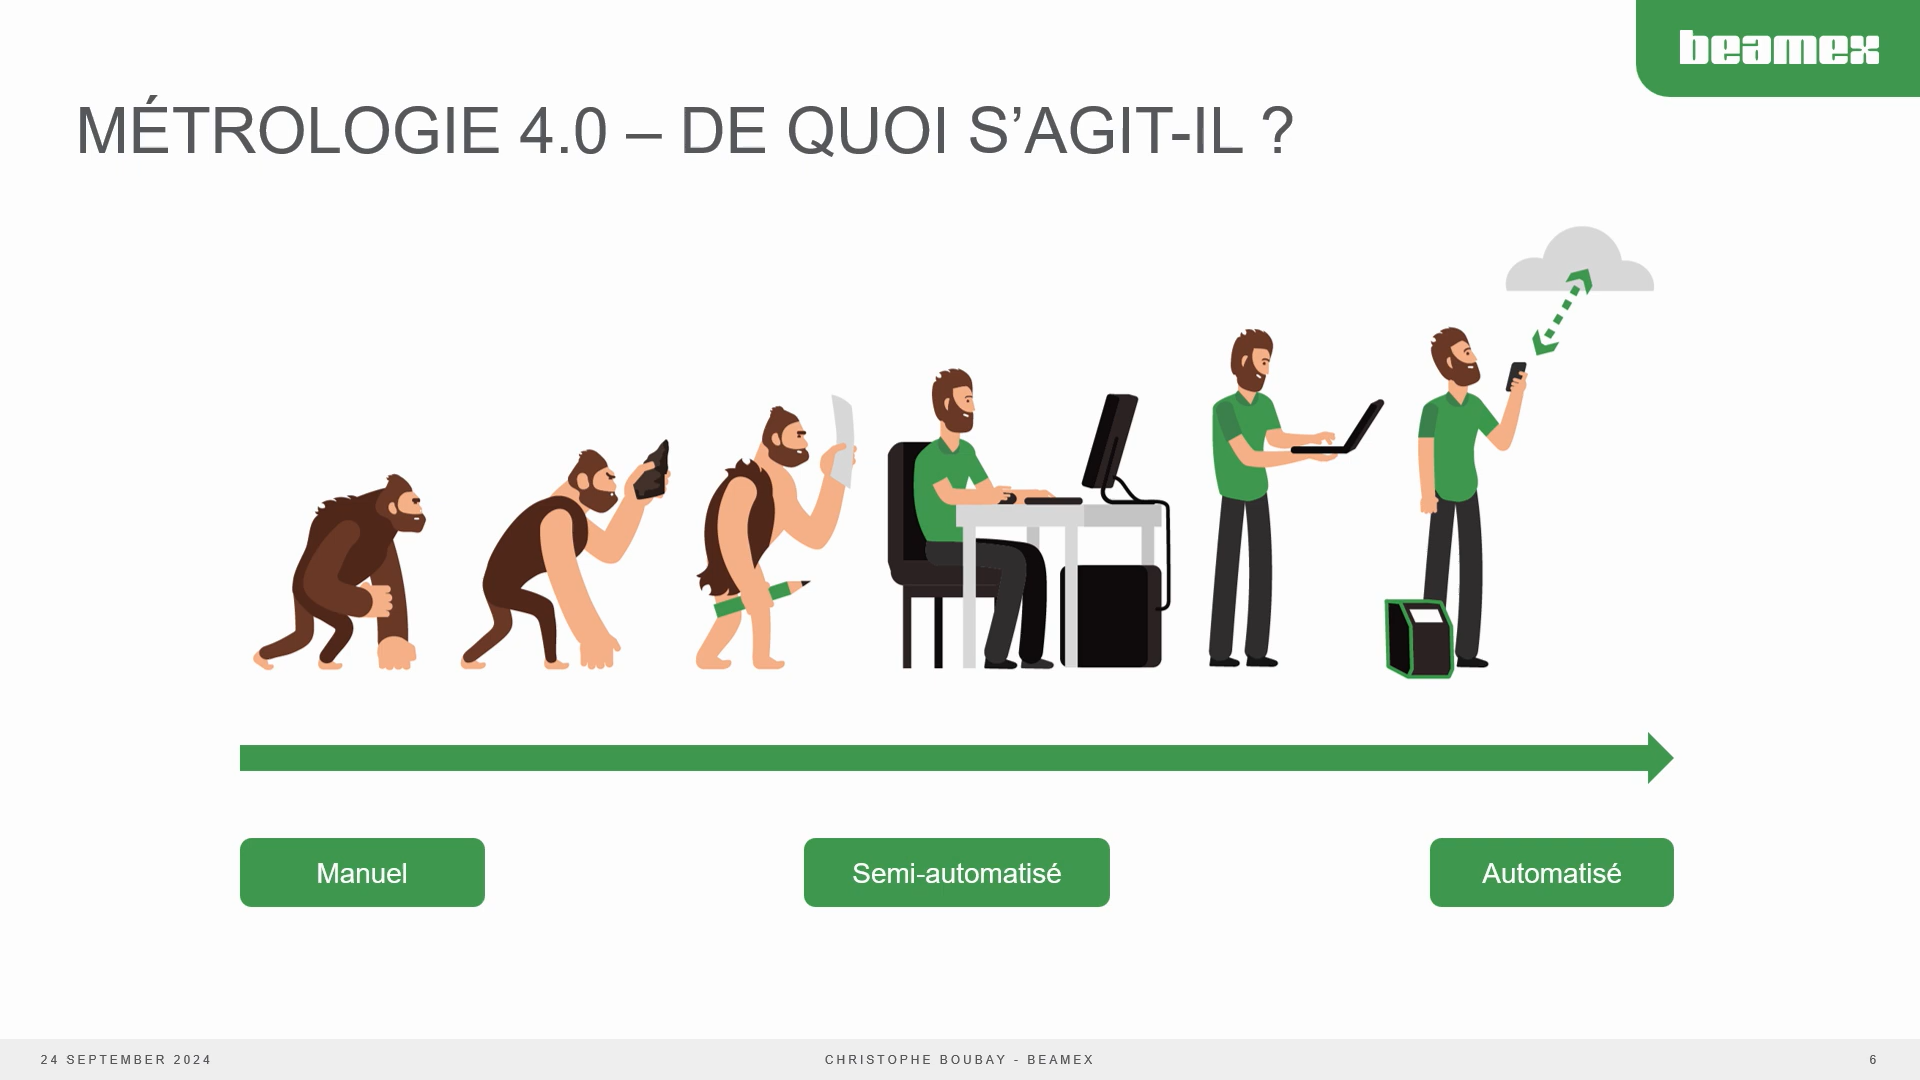 beamex
MÉTROLOGIE 4.0 – DE QUOI S’AGIT-IL ?
Manuel
Semi-automatisé
Automatisé
24 SEPTEMBER 2024
CHRISTOPHE BOUBAY - BEAMEX
6